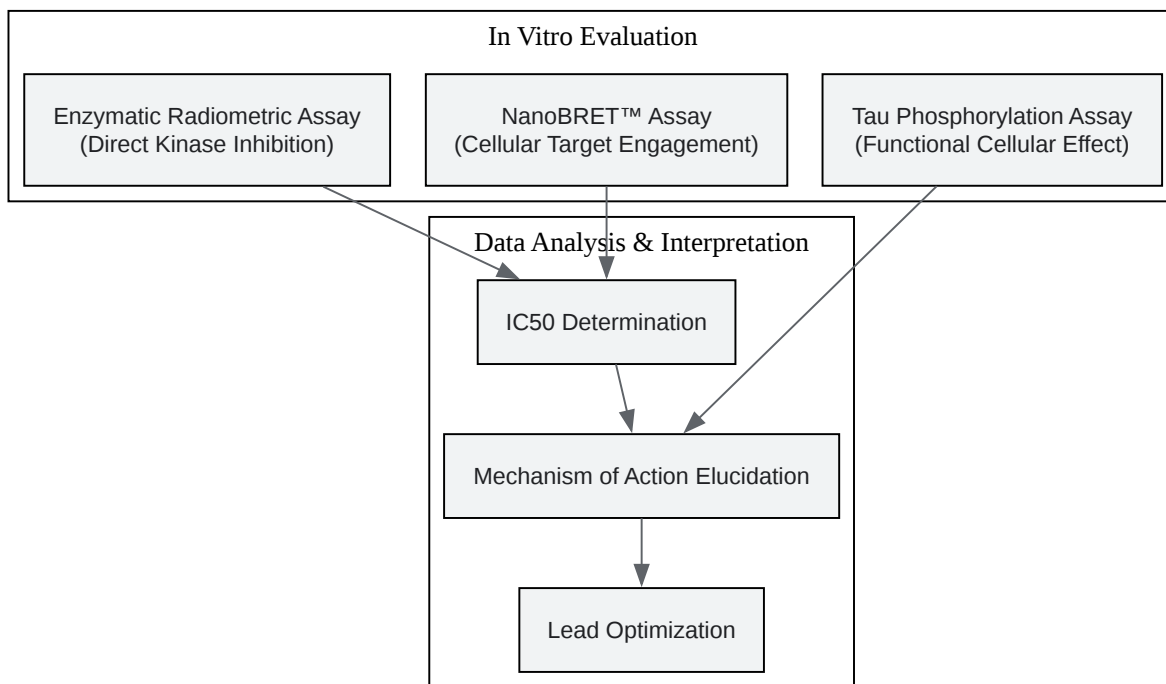 In Vitro Evaluation
Enzymatic Radiometric Assay
(Direct Kinase Inhibition)
NanoBRET™ Assay
(Cellular Target Engagement)
Tau Phosphorylation Assay
(Functional Cellular Effect)
Data Analysis & Interpretation
IC50 Determination
Mechanism of Action Elucidation
Lead Optimization